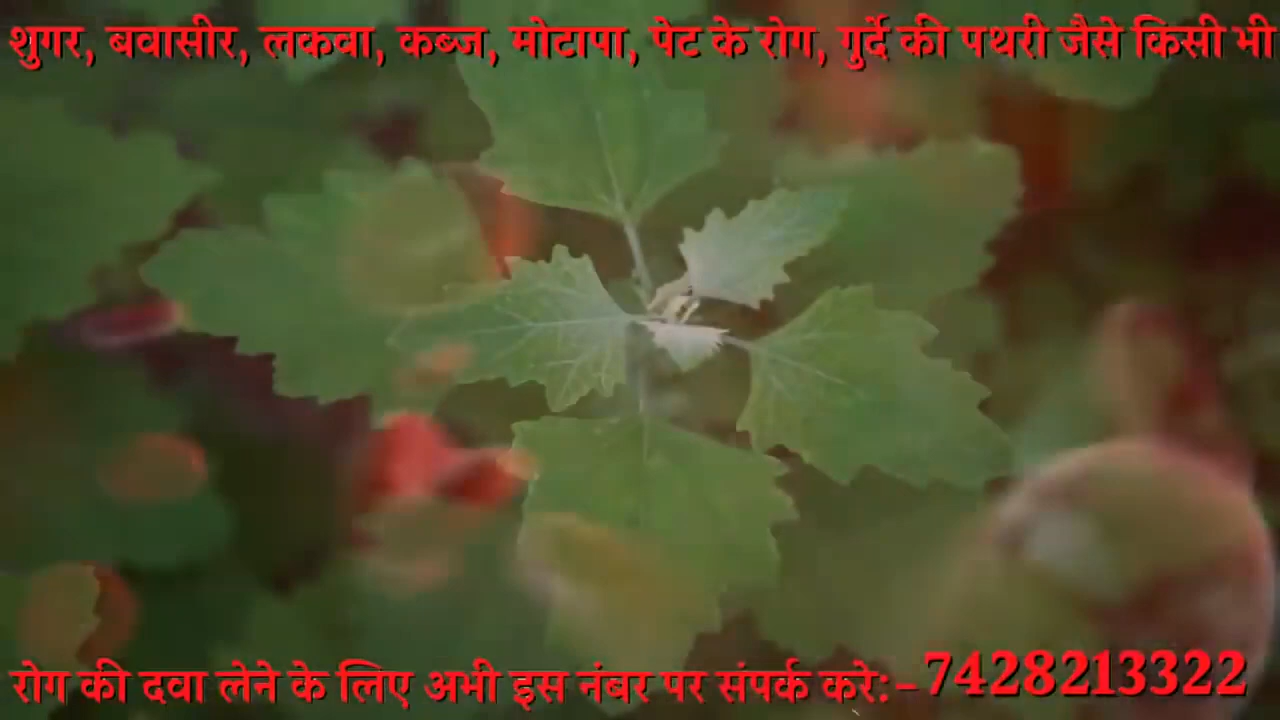 शुगर, बवासीर, लकवा, कब्ज, मोटापा, पेट के रोग, गुर्दे की पथरी जैसे किसी भी
रोग की दवा लेने के लिए अभी इस नंबर पर संपर्क करे:-7428213322